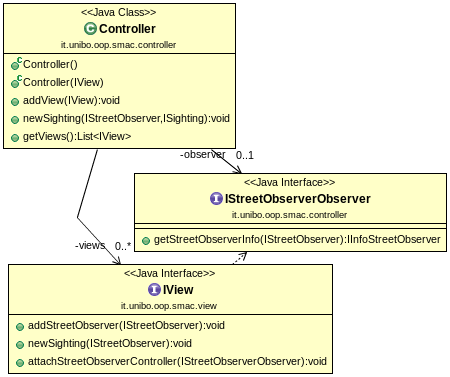 <<Java Class>>
C Controller
it.unibo.oop.smac.controller
C Controller()
C Controller(IView)
addView(IView):void
newSighting(IStreetObserver,ISighting):void
getViews():List<IView>
-observer 0..1
<<Java Interface>>
I IStreetObserverObserver
it.unibo.oop.smac.controller
getStreetObserverInfo(IStreetObserver):IInfoStreetObserver
-views 0..*
<<Java Interface>>
I IView
it.unibo.oop.smac.view
addStreetObserver(IStreetObserver):void
newSighting(IStreetObserver):void
attachStreetObserverController(IStreetObserverObserver):void